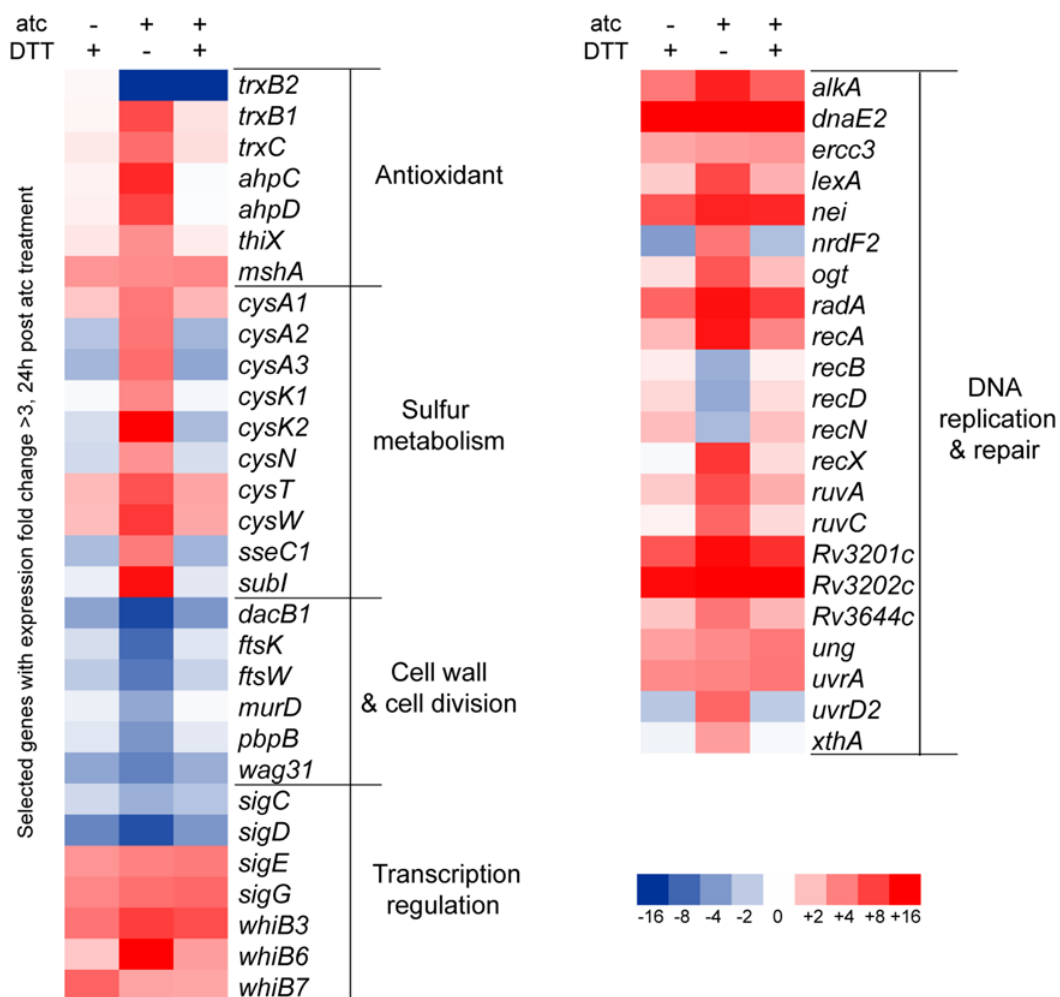 atc - + +
DTT + - +
Selected genes with expression fold change >3, 24h post atc treatment
trxB2
trxB1
trxC
ahpC
ahpD
thiX
mshA
Antioxidant
cysA1
cysA2
cysA3
cysK1
cysK2
cysN
cysT
cysW
sseC1
subI
Sulfur
metabolism
dacB1
ftsK
ftsW
murD
pbpB
wag31
Cell wall
& cell division
sigC
sigD
sigE
sigG
whiB3
whiB6
whiB7
Transcription
regulation
atc - + +
DTT + - +
alkA
dnaE2
ercc3
lexA
nei
nrdF2
ogt
radA
recA
recB
recD
recN
recX
ruvA
ruvC
Rv3201c
Rv3202c
Rv3644c
ung
uvrA
uvrD2
xthA
DNA
replication
& repair
-16 -8 -4 -2 0 +2 +4 +8 +16